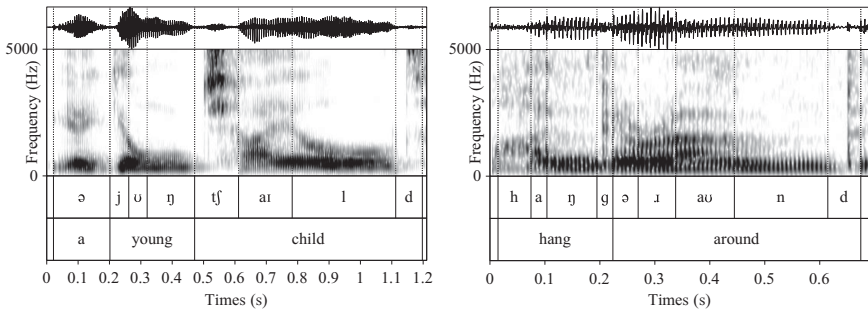 5000
Frequency (Hz)
0
ə j ʊ ŋ tʃ aɪ l d
a young child
0 0.1 0.2 0.3 0.4 0.5 0.6 0.7 0.8 0.9 1 1.1 1.2
Times (s)
5000
Frequency (Hz)
0
h a ŋ ɡ ə ɹ aʊ n d
hang around
0 0.1 0.2 0.3 0.4 0.5 0.6
Times (s)